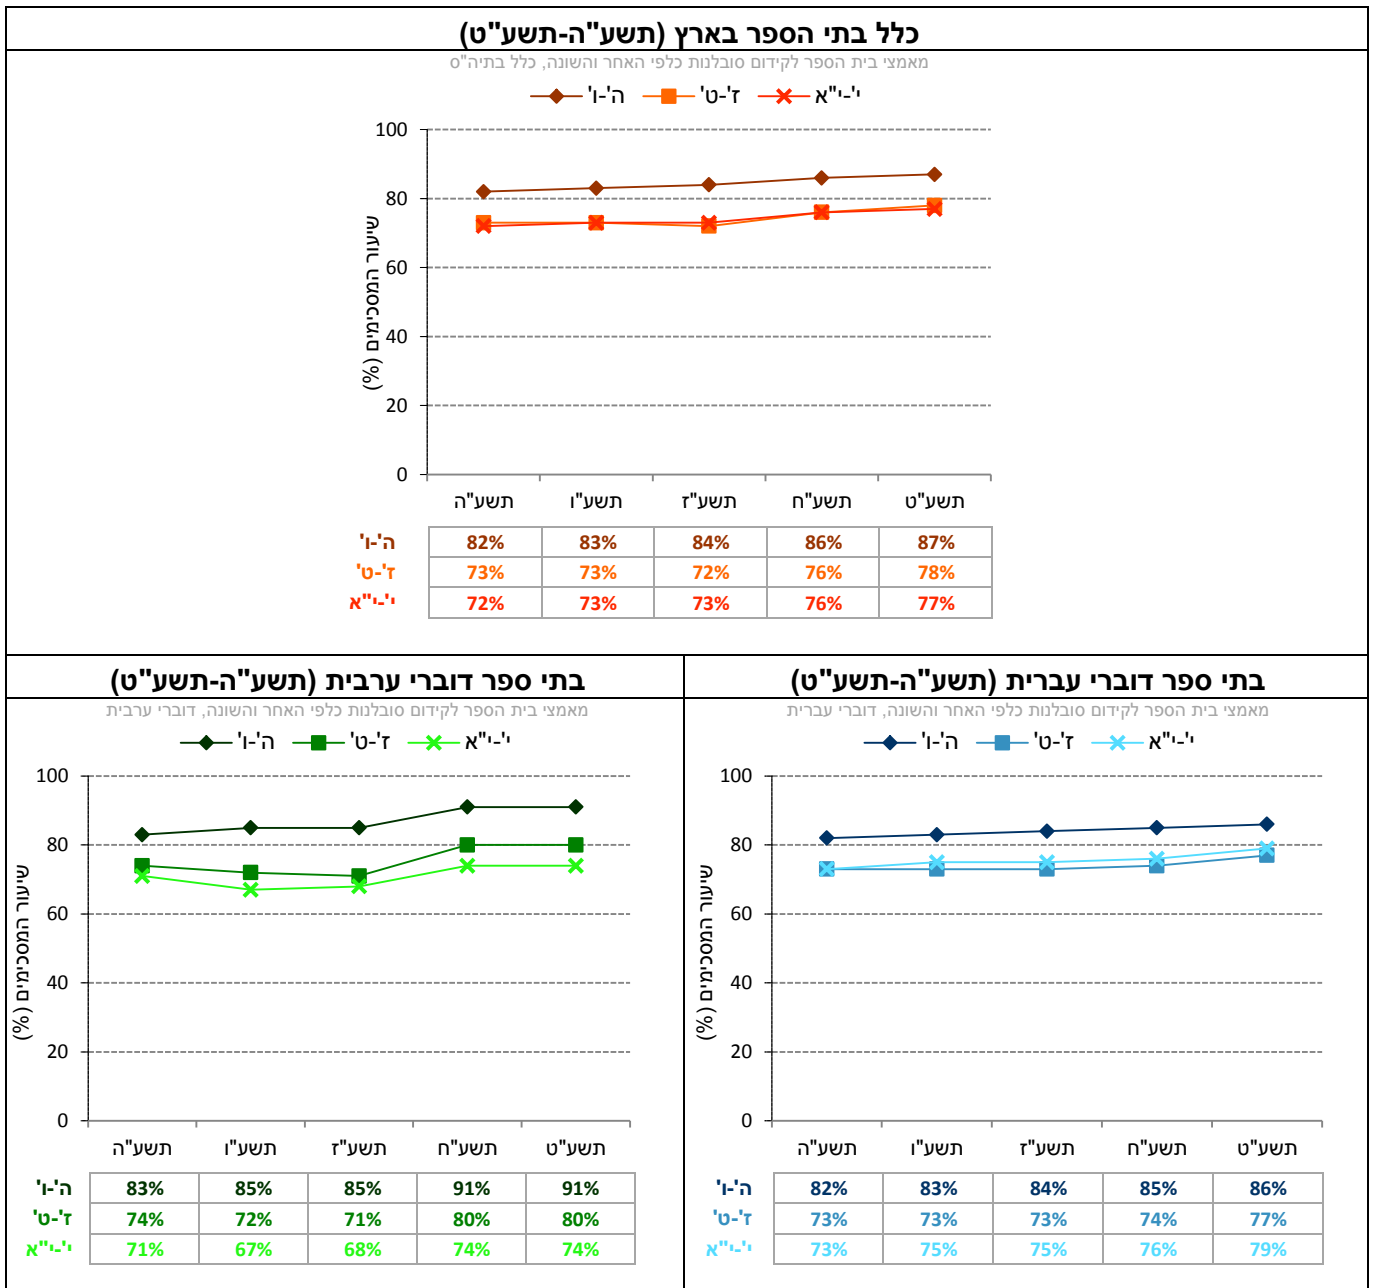 כלל בתי הספר בארץ (תשע"ה-תשע"ט)
מאמצי בית הספר לקידום סובלנות כלפי האחר והשונה, כלל בתיה"ס
ה'-ו' ז'-ט' י'-י"א
שיעור המסכימים (%)
100
80
60
40
20
0
תשע"ה תשע"ו תשע"ז תשע"ח תשע"ט
ה'-ו' 82% 83% 84% 86% 87%
ז'-ט' 73% 73% 72% 76% 78%
י'-י"א 72% 73% 73% 76% 77%
בתי ספר דוברי עברית (תשע"ה-תשע"ט)
מאמצי בית הספר לקידום סובלנות כלפי האחר והשונה, דוברי עברית
ה'-ו' ז'-ט' י'-י"א
שיעור המסכימים (%)
100
80
60
40
20
0
תשע"ה תשע"ו תשע"ז תשע"ח תשע"ט
ה'-ו' 82% 83% 84% 85% 86%
ז'-ט' 73% 73% 73% 74% 77%
י'-י"א 73% 75% 75% 76% 79%
בתי ספר דוברי ערבית (תשע"ה-תשע"ט)
מאמצי בית הספר לקידום סובלנות כלפי האחר והשונה, דוברי ערבית
ה'-ו' ז'-ט' י'-י"א
שיעור המסכימים (%)
100
80
60
40
20
0
תשע"ה תשע"ו תשע"ז תשע"ח תשע"ט
ה'-ו' 83% 85% 85% 91% 91%
ז'-ט' 74% 72% 71% 80% 80%
י'-י"א 71% 67% 68% 74% 74%